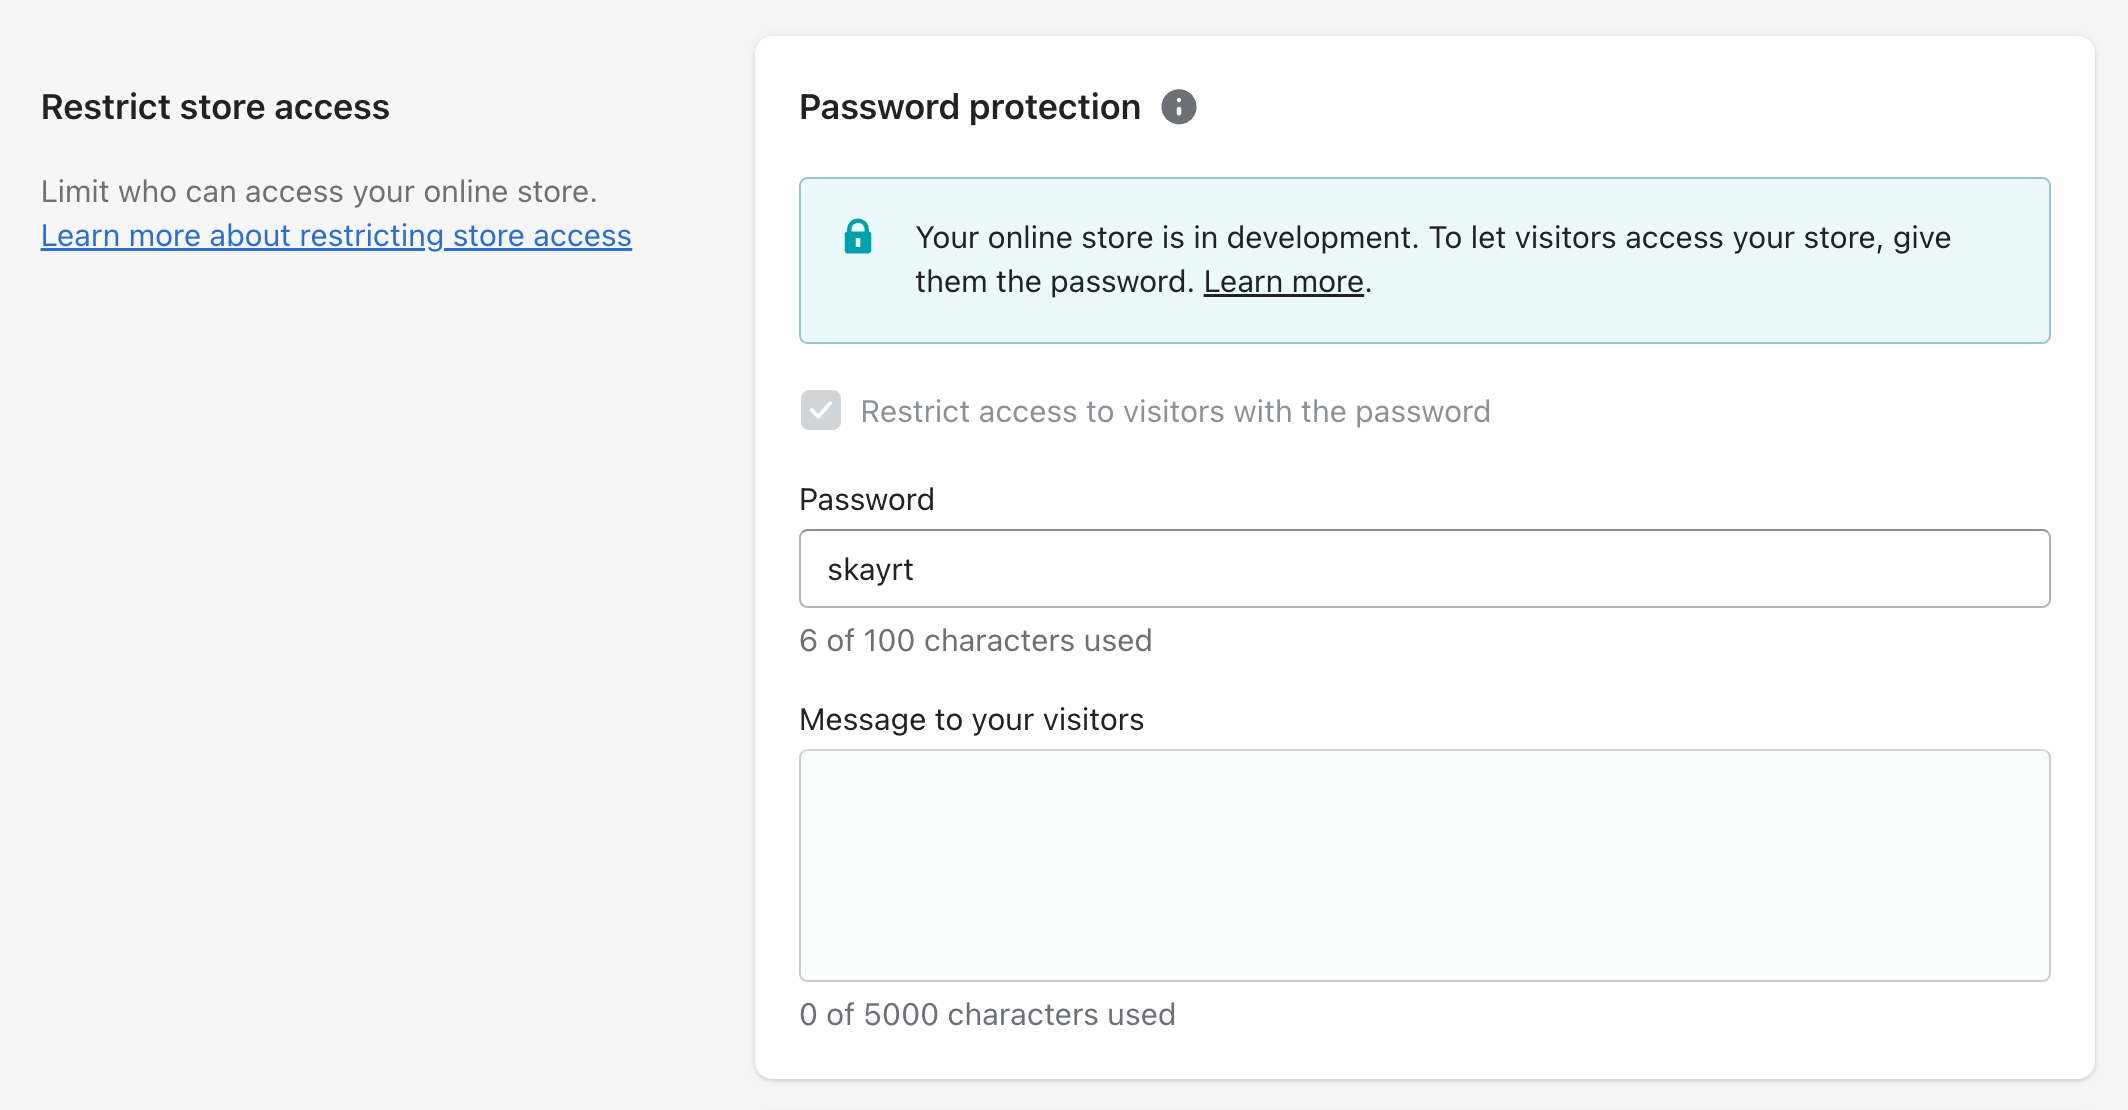 Restrict store access
Limit who can access your online store.
Learn more about restricting store access
Password protection
Your online store is in development. To let visitors access your store, give
them the password. Learn more.
Restrict access to visitors with the password
Password
skayrt
6 of 100 characters used
Message to your visitors
0 of 5000 characters used